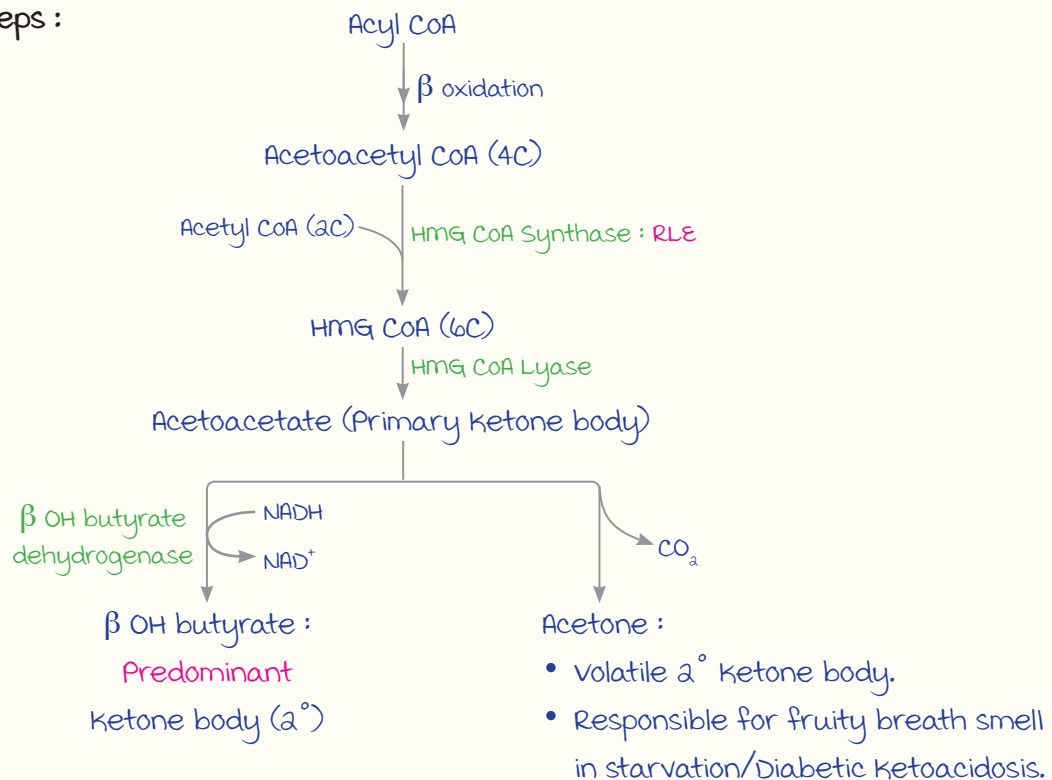 eps :
Acyl CoA
β oxidation
Acetoacetyl CoA (4C)
Acetyl CoA (2C)
HMG CoA Synthase : RLE
HMG CoA (6C)
HMG CoA Lyase
Acetoacetate (Primary ketone body)
β OH butyrate
dehydrogenase
NADH
NAD⁺
CO₂
β OH butyrate :
Predominant
ketone body (2°)
Acetone :
• Volatile 2° ketone body.
• Responsible for fruity breath smell
in starvation/Diabetic ketoacidosis.